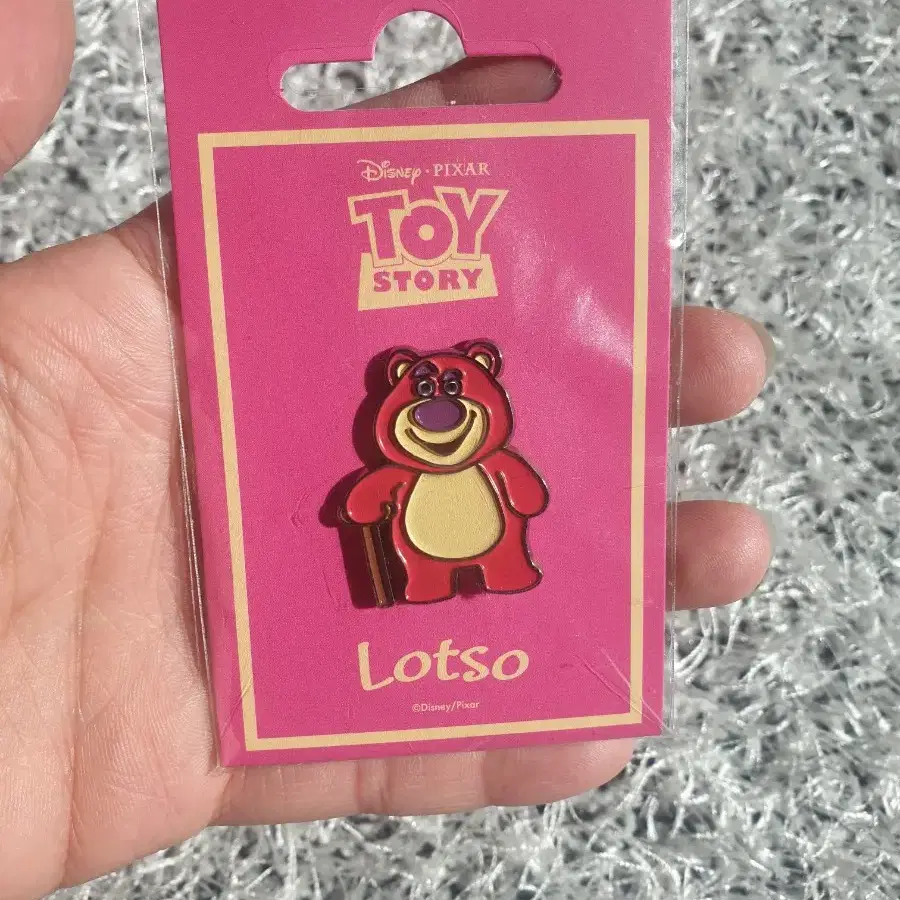 Disney · PIXAR
TOY
STORY
Lotso
©Disney/Pixar